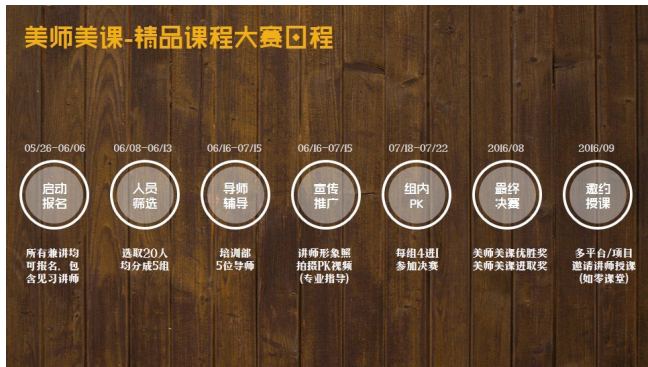 美师美课-精品课程大赛日程
05/26-06/06
06/08-06/13
06/16-07/15
06/16-07/15
07/18-07/22
2016/08
2016/09
启动
报名
人员
筛选
导师
辅导
宣传
推广
组内
PK
最终
决赛
邀约
授课
所有兼讲均
可报名，包
含见习讲师
选取20人
均分成5组
培训部
5位导师
讲师形象照
拍摄PK视频
(专业指导)
每组4进1
参加决赛
美师美课优胜奖
美师美课进取奖
多平台/项目
邀请讲师授课
(如零课堂)